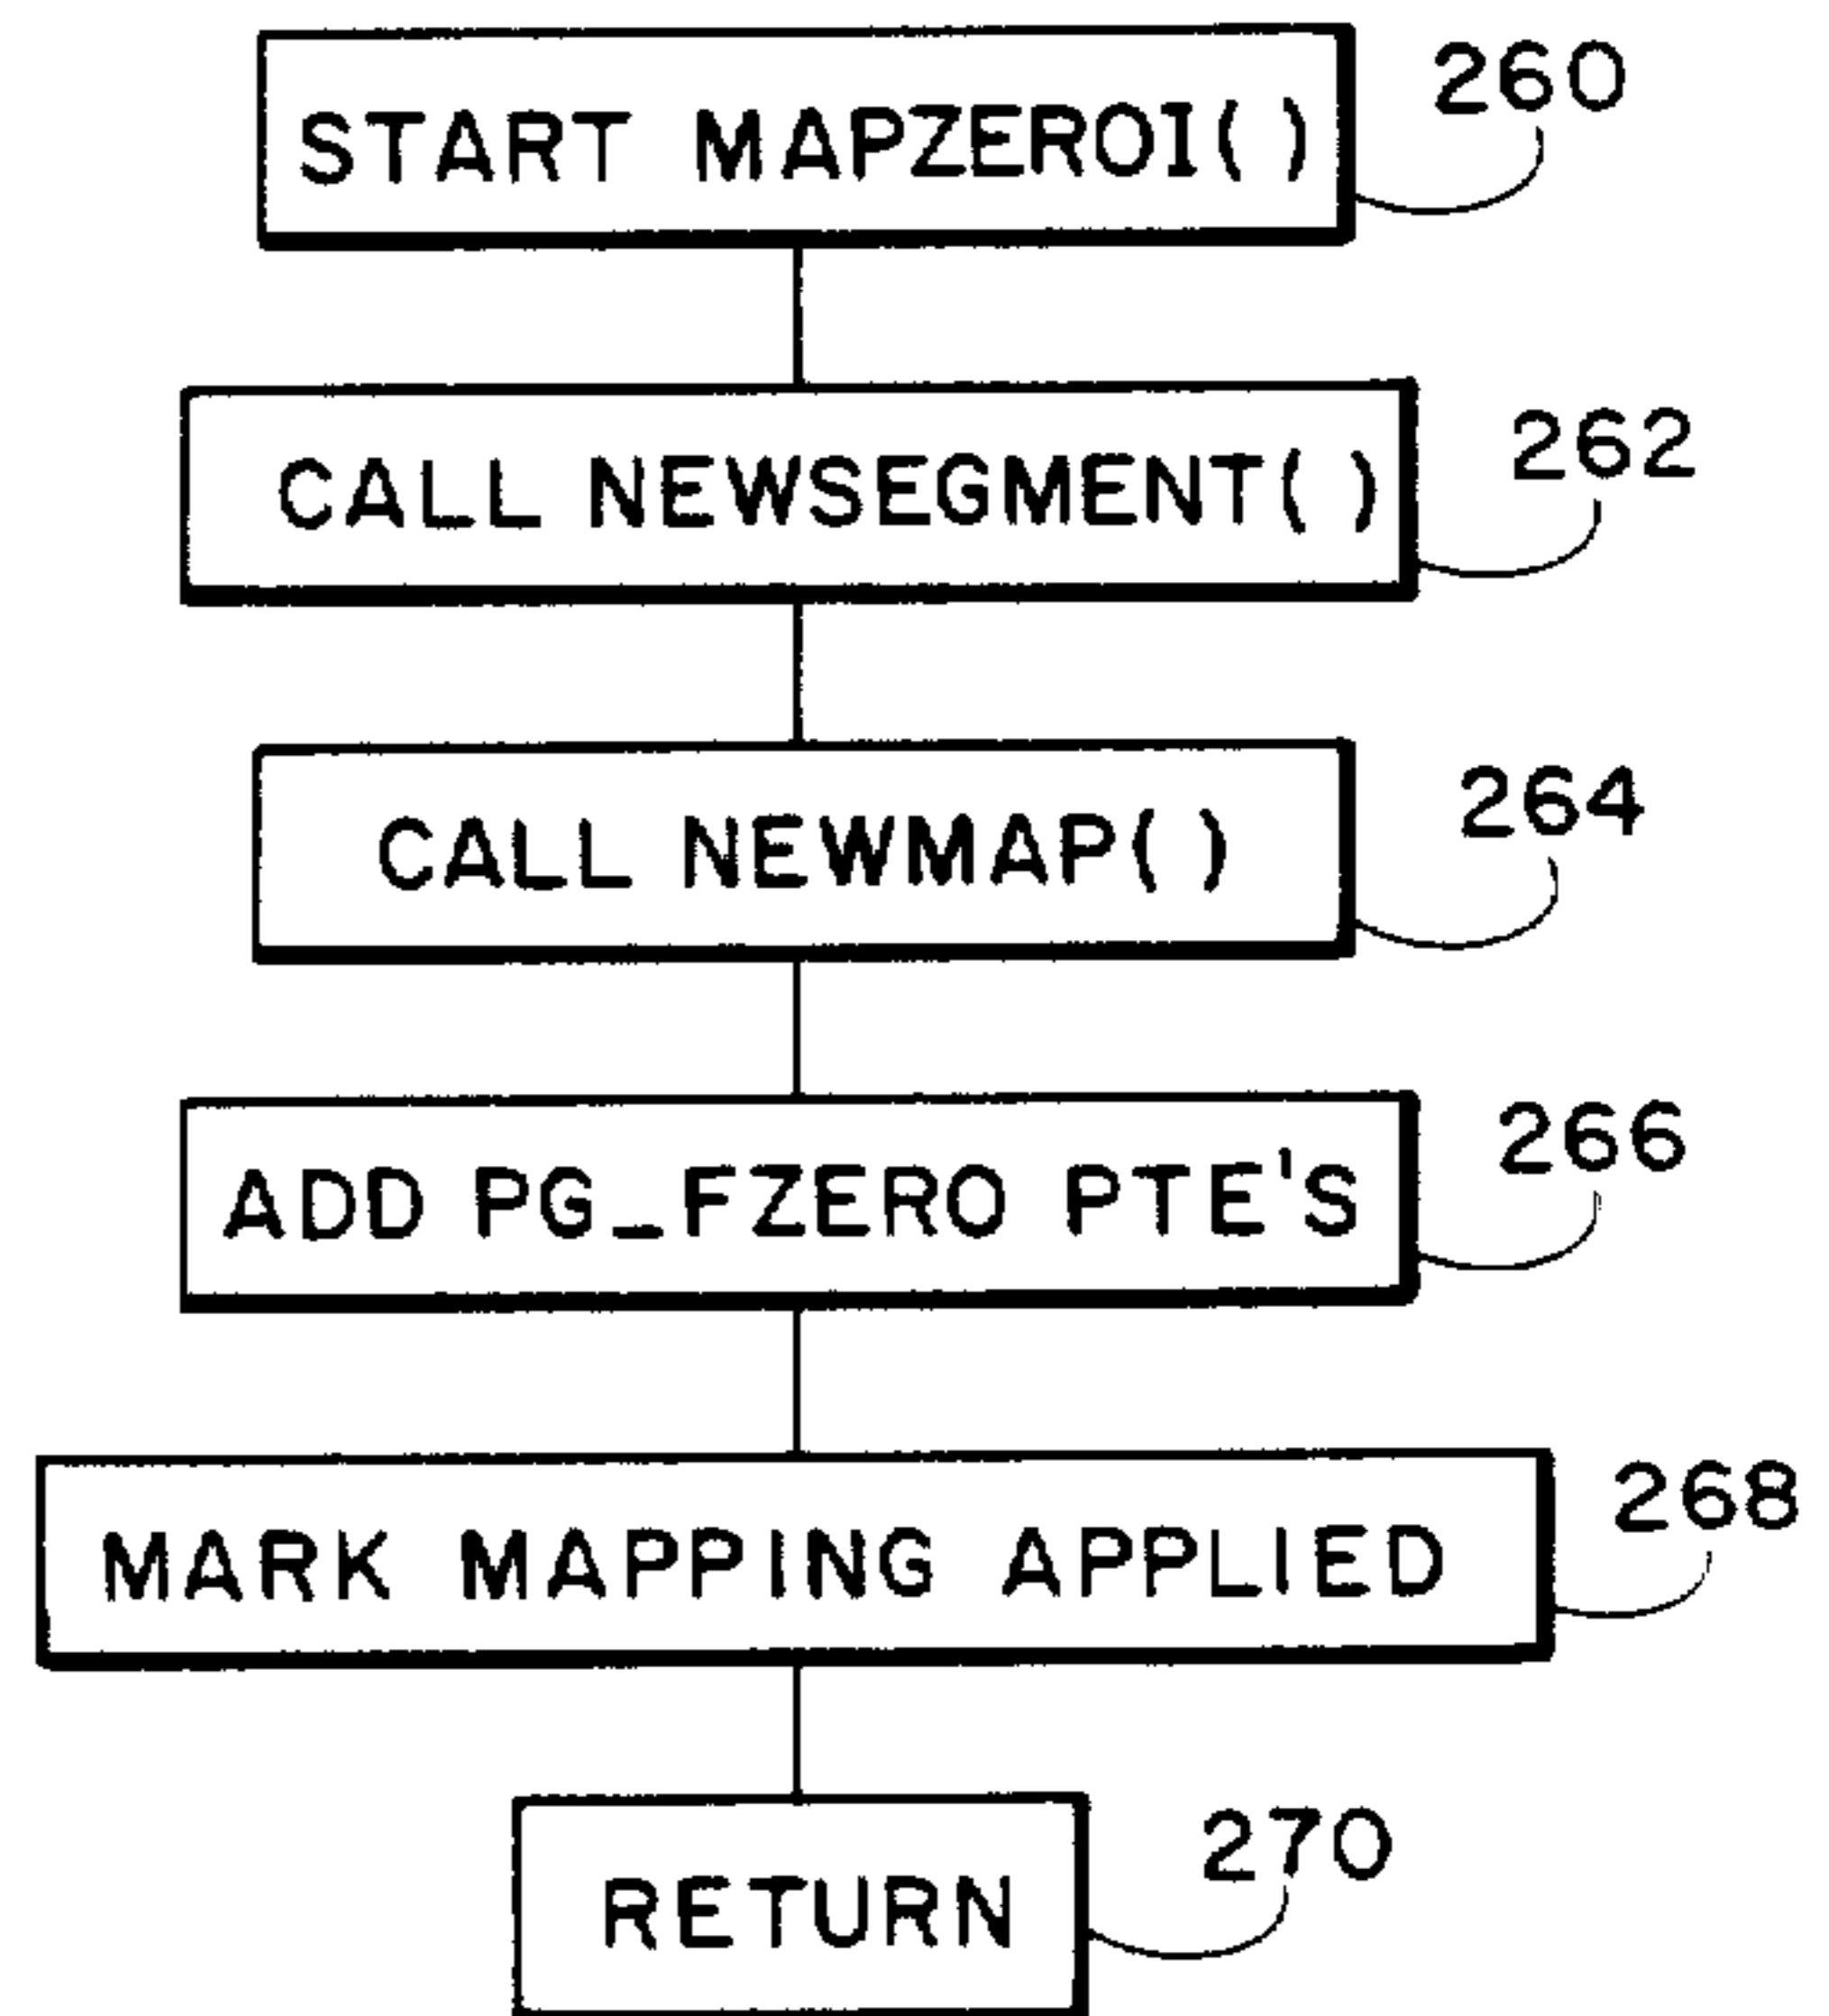 START MAPZEROI()
260
CALL NEWSEGMENT()
262
CALL NEWMAP()
264
ADD PG_FZERO PTE'S
266
MARK MAPPING APPLIED
268
RETURN
270